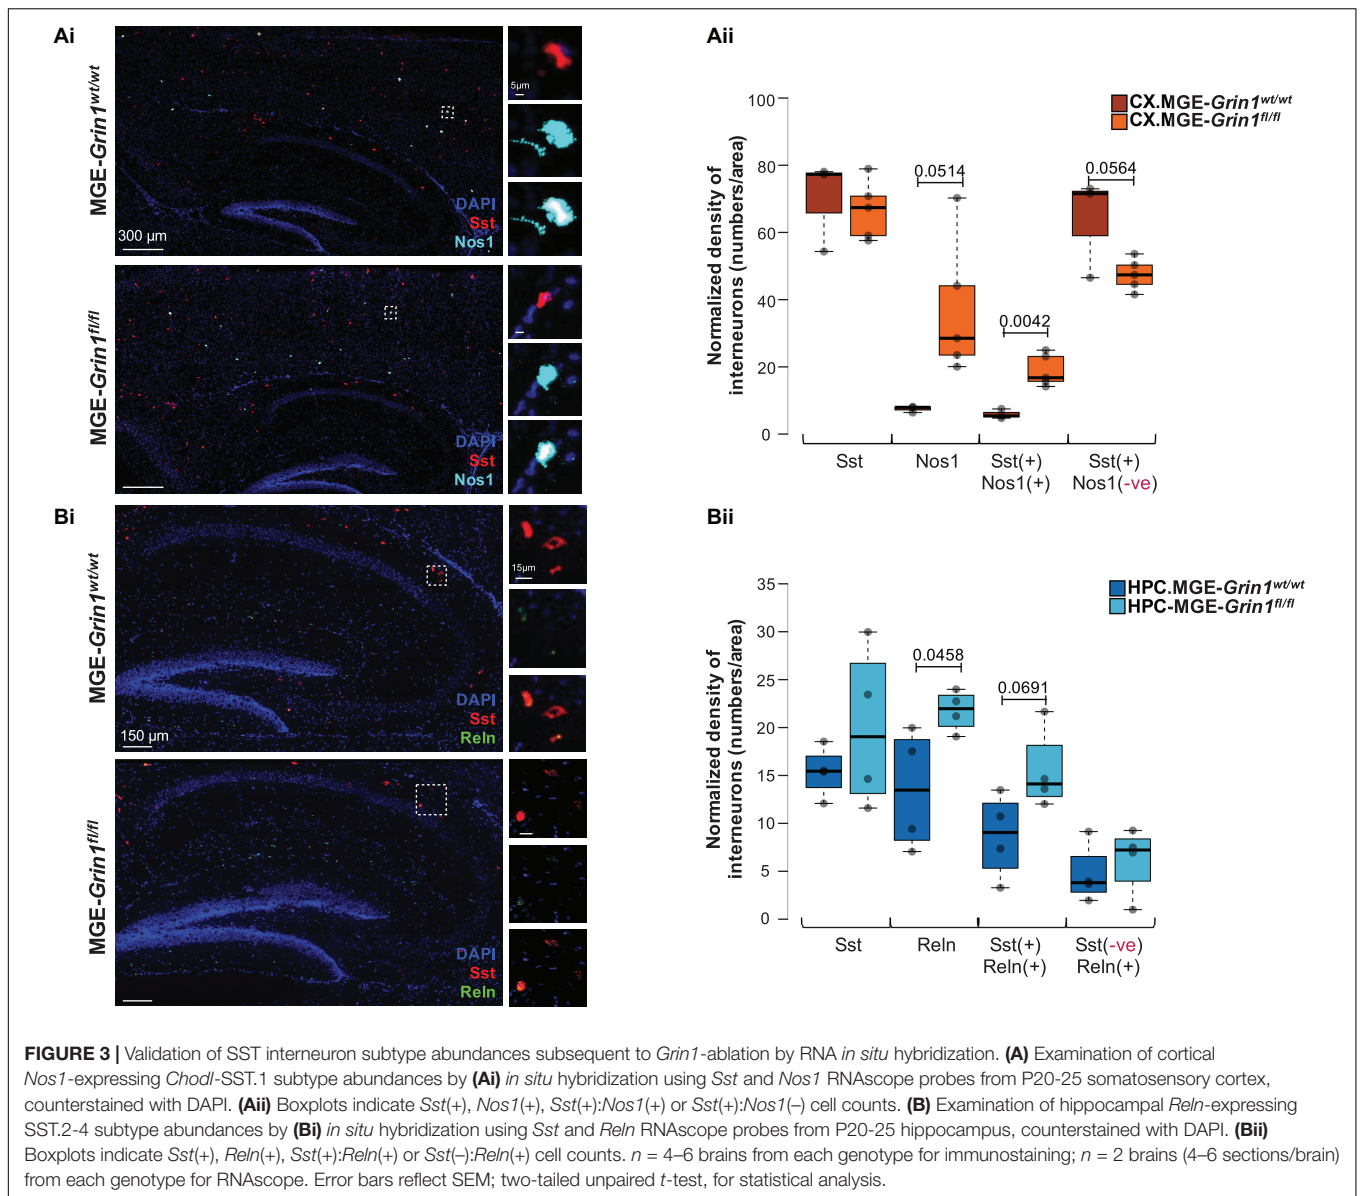 Ai
MGE-Grin1wt/wt
DAPI
Sst
Nos1
300 µm
5µm
MGE-Grin1fl/fl
DAPI
Sst
Nos1
Aii
CX.MGE-Grin1wt/wt
CX.MGE-Grin1fl/fl
Normalized density of
interneurons (numbers/area)
100
80
60
40
20
0
0.0514
0.0042
0.0564
Sst
Nos1
Sst(+)
Nos1(+)
Sst(+)
Nos1(-ve)
Bi
MGE-Grin1wt/wt
DAPI
Sst
Reln
150 µm
15µm
MGE-Grin1fl/fl
DAPI
Sst
Reln
Bii
HPC.MGE-Grin1wt/wt
HPC-MGE-Grin1fl/fl
Normalized density of
interneurons (numbers/area)
35
30
25
20
15
10
5
0
0.0458
0.0691
Sst
Reln
Sst(+)
Reln(+)
Sst(-ve)
Reln(+)
FIGURE 3 | Validation of SST interneuron subtype abundances subsequent to Grin1-ablation by RNA in situ hybridization. (A) Examination of cortical
Nos1-expressing Chodl-SST.1 subtype abundances by (Ai) in situ hybridization using Sst and Nos1 RNAscope probes from P20-25 somatosensory cortex,
counterstained with DAPI. (Aii) Boxplots indicate Sst(+), Nos1(+), Sst(+):Nos1(+) or Sst(+):Nos1(–) cell counts. (B) Examination of hippocampal Reln-expressing
SST.2-4 subtype abundances by (Bi) in situ hybridization using Sst and Reln RNAscope probes from P20-25 hippocampus, counterstained with DAPI. (Bii)
Boxplots indicate Sst(+), Reln(+), Sst(+):Reln(+) or Sst(–):Reln(+) cell counts. n = 4–6 brains from each genotype for immunostaining; n = 2 brains (4–6 sections/brain)
from each genotype for RNAscope. Error bars reflect SEM; two-tailed unpaired t-test, for statistical analysis.